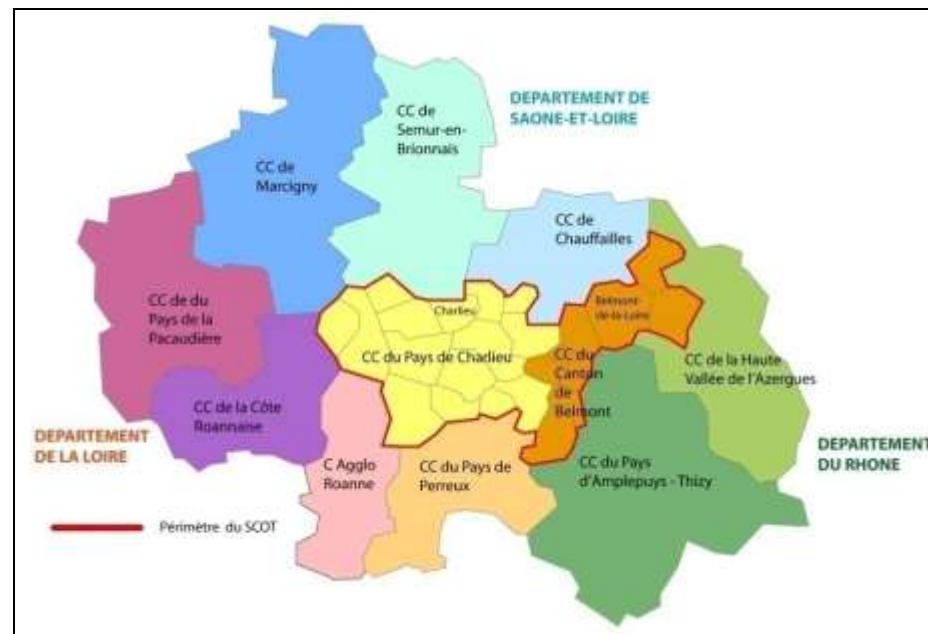 DEPARTEMENT DE
SAONE-ET-LOIRE
CC de
Semur-en-
Brionnais
CC de
Marcigny
CC de
Chauffailles
CC de du
Pays de la
Pacaudière
Charlieu
Belmont
-de-la-Loire
CC du Pays de Charlieu
CC du
Canton
de
Belmont
CC de la Haute
Vallée de l'Azergues
CC de la Côte
Roannaise
DEPARTEMENT
DE LA LOIRE
C Agglo
Roanne
CC du Pays de
Perreux
CC du Pays
d'Amplepuys - Thizy
DEPARTEMENT
DU RHONE
Périmètre du SCOT